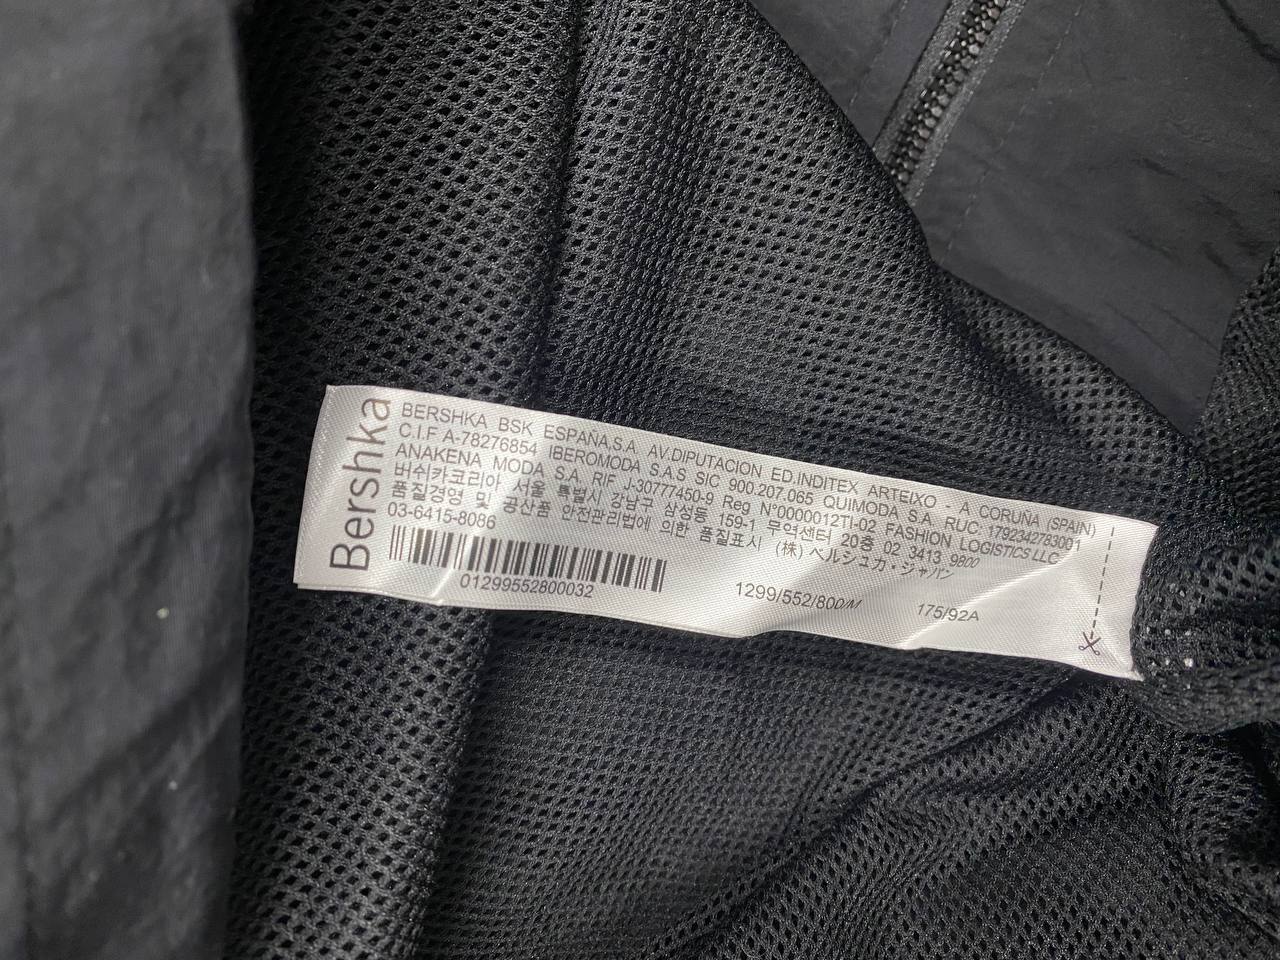 Bershka
BERSHKA BSK ESPAÑA S.A. AV.DIPUTACION ED.INDITEX ARTEIXO - A CORUÑA (SPAIN)
C.I.F A-78276854 IBEROMODA S.A.S SIC 900.207.065 QUIMODA S.A. RUC. 1792342783001
ANAKENA MODA S.A. RIF. J-30777450-9 Reg N°0000012TI-02 FASHION LOGISTICS LLC
버쉬카코리아 서울 특별시 강남구 삼성동 159-1 무역센터 20층 02 3413 9800
품질경영 및 공산품 안전관리법에 의한 품질표시 (株) ベルシュカ・ジャパン
03-6415-8086
01299552800032
1299/552/800/M
175/92A